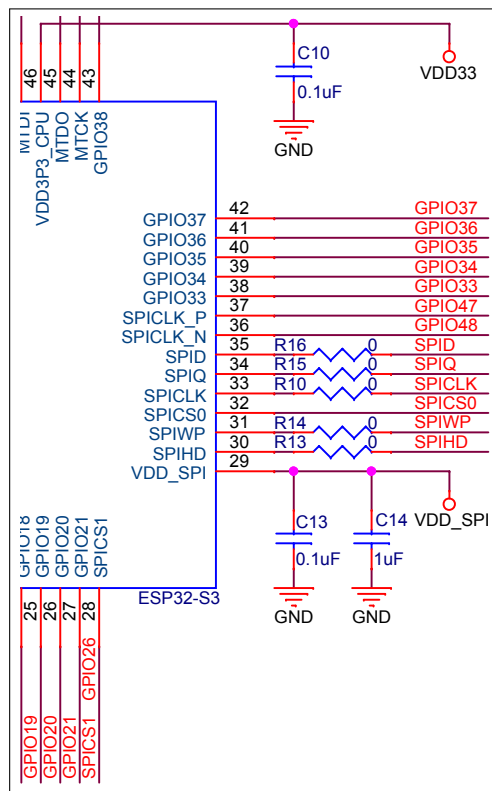 46
45
44
43
MTDI
VDD3P3_CPU
MTDO
MTCK
GPIO38
C10
0.1uF
GND
VDD33
GPIO37 42 GPIO37
GPIO36 41 GPIO36
GPIO35 40 GPIO35
GPIO34 39 GPIO34
GPIO33 38 GPIO33
SPICLK_P 37 GPIO47
SPICLK_N 36 GPIO48
SPID 35 R16 0 SPID
SPIQ 34 R15 0 SPIQ
SPICLK 33 R10 0 SPICLK
SPICS0 32 SPICS0
SPIWP 31 R14 0 SPIWP
SPIHD 30 R13 0 SPIHD
VDD_SPI 29
C13
0.1uF
GND
C14
1uF
GND
VDD_SPI
GPIO18
GPIO19
GPIO20
GPIO21
SPICS1
ESP32-S3
25
26
27
28
GPIO19
GPIO20
GPIO21
SPICS1
GPIO26